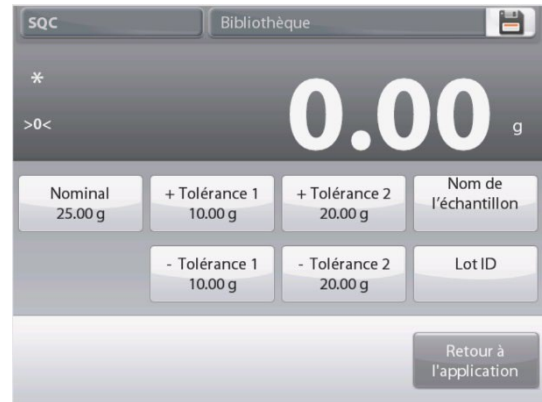 SQC
Bibliothèque
*
>0<
0.00 g
Nominal
25.00 g
+ Tolérance 1
10.00 g
+ Tolérance 2
20.00 g
Nom de
l'échantillon
- Tolérance 1
10.00 g
- Tolérance 2
20.00 g
Lot ID
Retour à
l'application